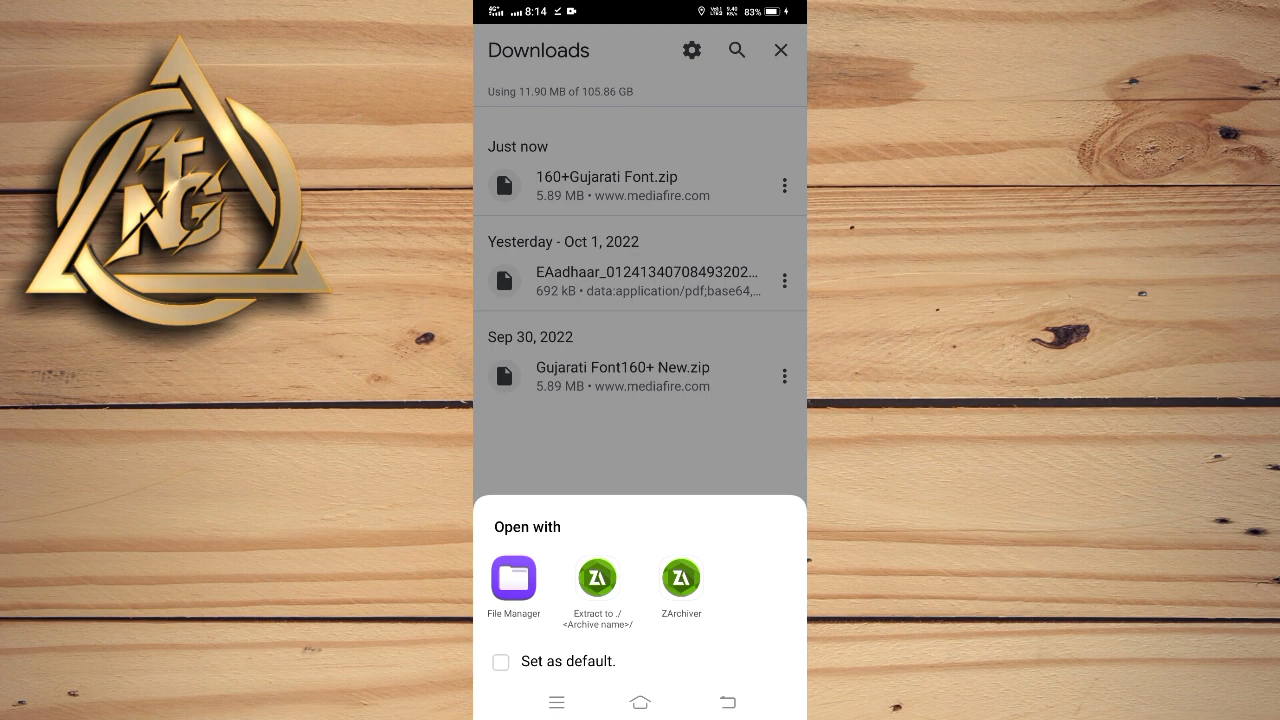 TNG
8:14
83%
Downloads
Using 11.90 MB of 105.86 GB
Just now
160+Gujarati Font.zip
5.89 MB • www.mediafire.com
Yesterday - Oct 1, 2022
EAadhaar_01241340708493202...
692 kB • data:application/pdf;base64,...
Sep 30, 2022
Gujarati Font160+ New.zip
5.89 MB • www.mediafire.com
Open with
ZA
ZA
File Manager
Extract to ./
<Archive name>/
ZArchiver
Set as default.